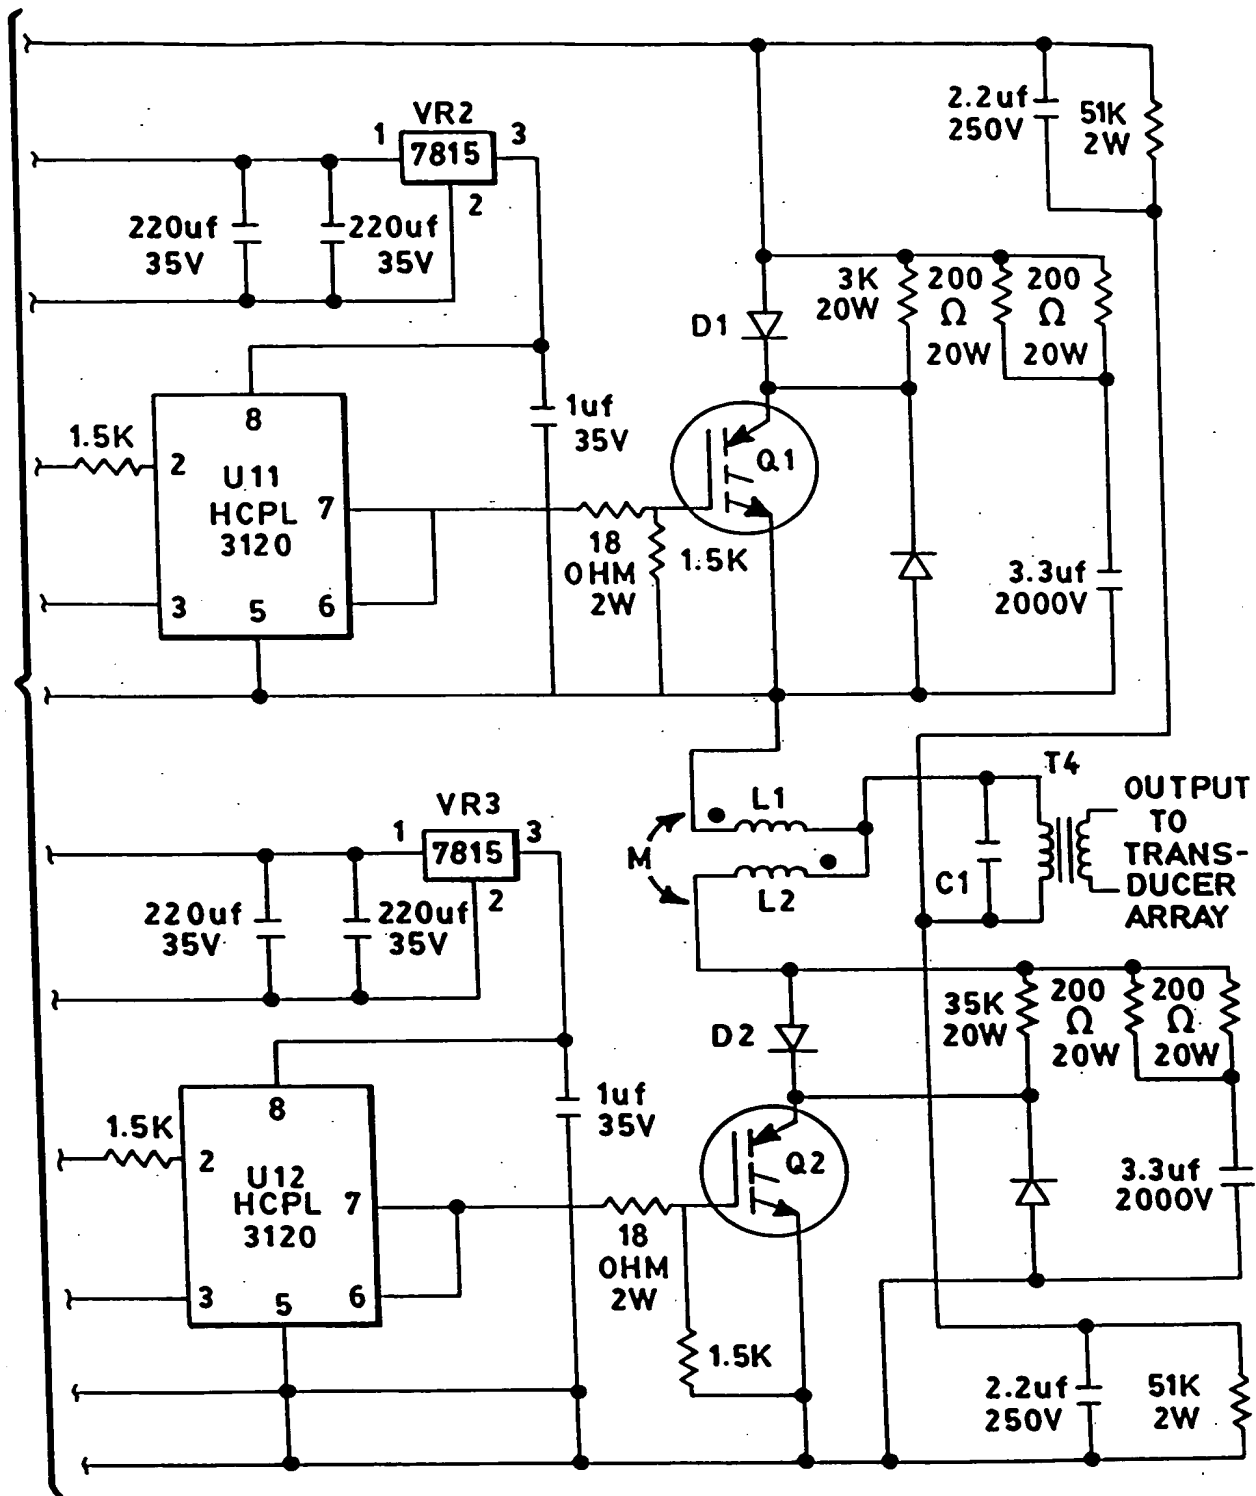 2.2uf
250V
51K
2W
VR2
1
7815
3
2
220uf
35V
220uf
35V
3K
20W
200
Ω
20W
200
Ω
20W
D1
1uf
35V
1.5K
8
2
U11
HCPL
3120
7
3
5
6
Q1
18
OHM
2W
1.5K
3.3uf
2000V
T4
L1
M
L2
C1
OUTPUT
TO
TRANS-
DUCER
ARRAY
VR3
1
7815
3
2
220uf
35V
220uf
35V
35K
20W
200
Ω
20W
200
Ω
20W
D2
1uf
35V
1.5K
8
2
U12
HCPL
3120
7
3
5
6
Q2
18
OHM
2W
1.5K
3.3uf
2000V
2.2uf
250V
51K
2W